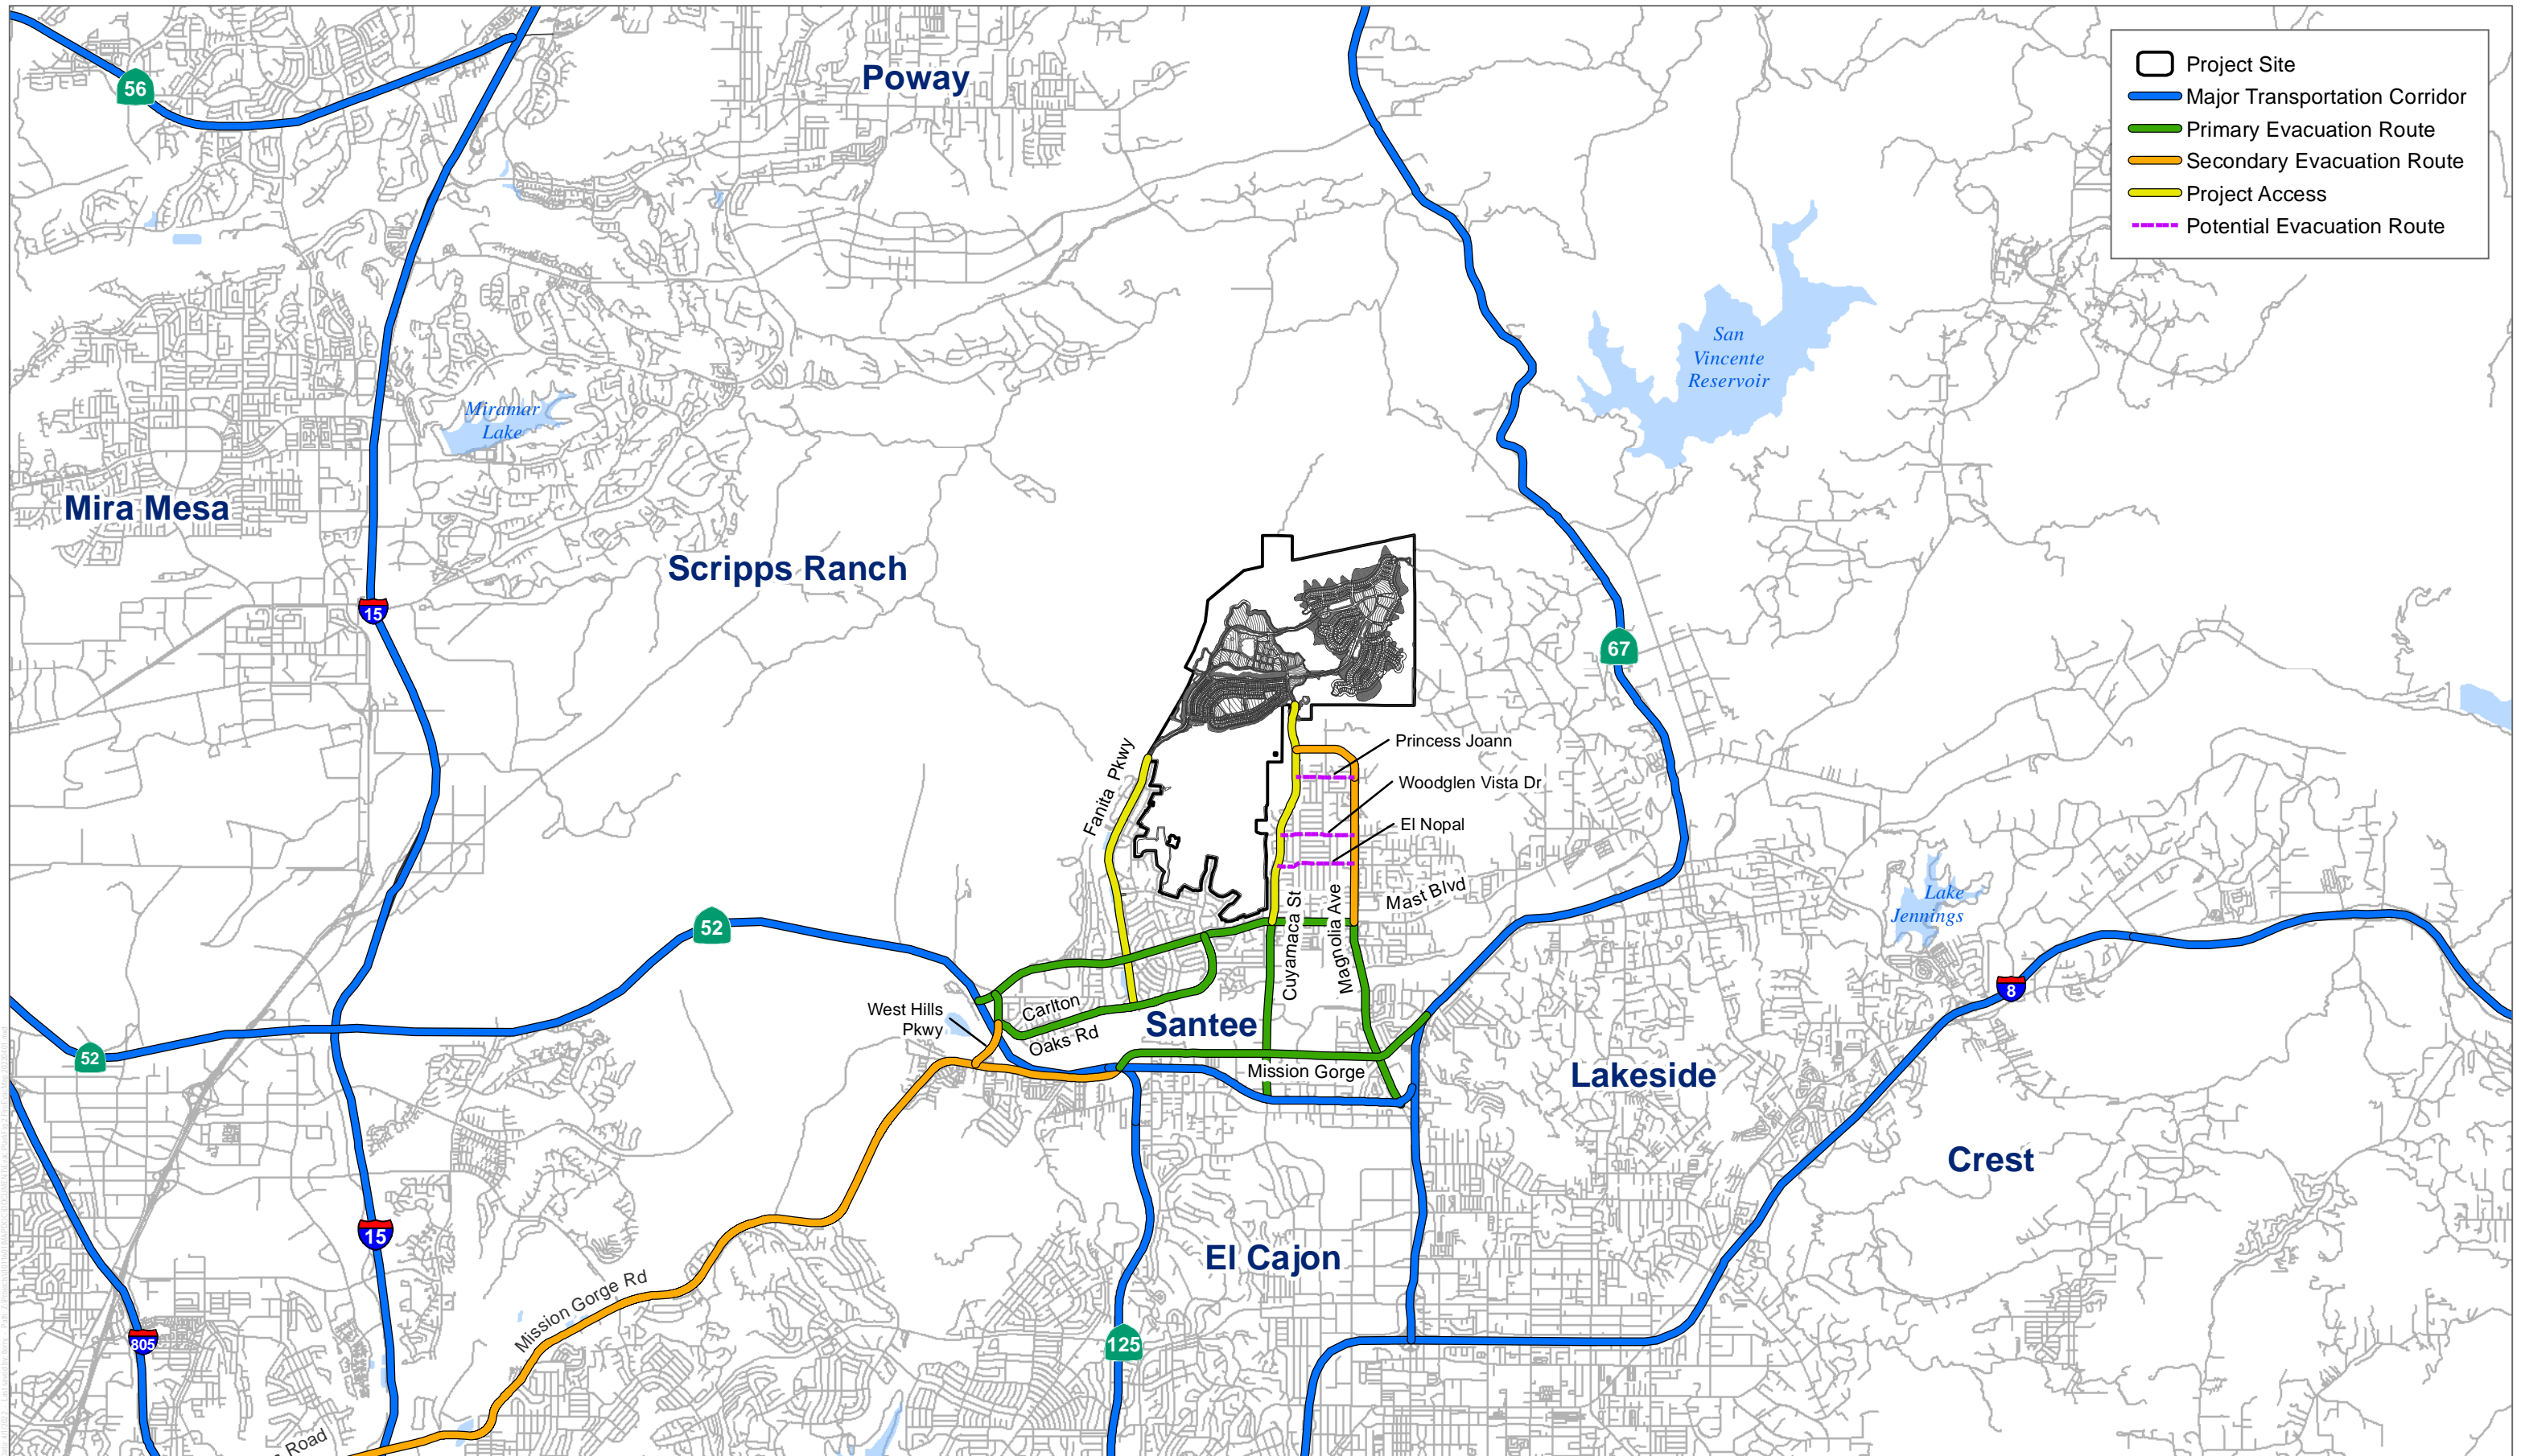 Project Site
Major Transportation Corridor
Primary Evacuation Route
Secondary Evacuation Route
Project Access
Potential Evacuation Route
56
Poway
San
Vincente
Reservoir
Miramar
Lake
Mira Mesa
Scripps Ranch
15
67
Princess Joann
Fanita Pkwy
Woodglen Vista Dr
El Nopal
Mast Blvd
Lake
Jennings
52
Cuyamaca St
Magnolia Ave
8
West Hills
Pkwy
Carlton
Oaks Rd
Santee
52
Mission Gorge
Lakeside
Crest
15
El Cajon
Mission Gorge Rd
805
125
Road